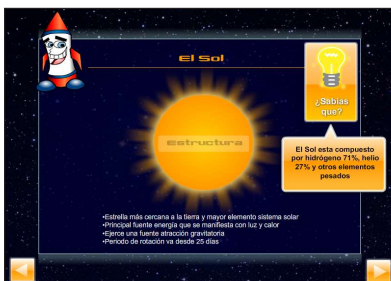 El Sol
¿Sabias
que?
El Sol esta compuesto
por hidrógeno 71%, helio
27% y otros elementos
pesados
Estructura
•Estrella más cercana a la tierra y mayor elemento sistema solar
•Principal fuente energía que se manifiesta con luz y calor
•Ejerce una fuente atracción gravitatoria
•Periodo de rotación va desde 25 días